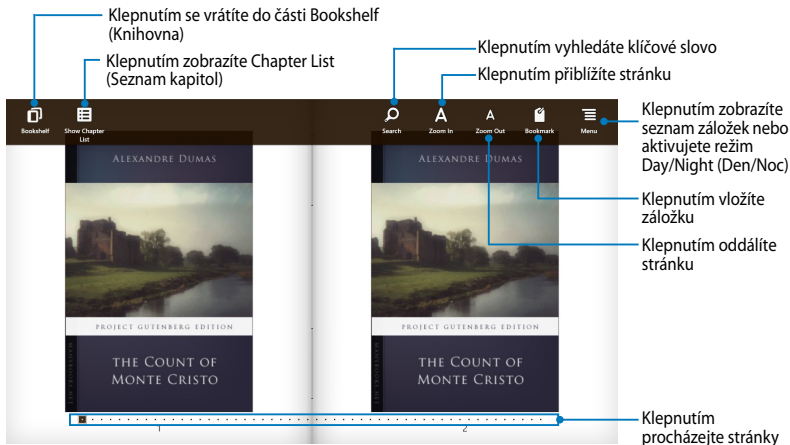 Klepnutím se vrátíte do části Bookshelf
(Knihovna)
Klepnutím zobrazíte Chapter List
(Seznam kapitol)
Klepnutím vyhledáte klíčové slovo
Klepnutím přiblížíte stránku
Klepnutím zobrazíte
seznam záložek nebo
aktivujete režim
Day/Night (Den/Noc)
Klepnutím vložíte
záložku
Klepnutím oddálíte
stránku
Klepnutím
procházejte stránky
Bookshelf
Show Chapter
List
Search
Zoom In
Zoom Out
Bookmark
Menu
ALEXANDRE DUMAS
PROJECT GUTENBERG EDITION
THE COUNT OF
MONTE CRISTO
1
ALEXANDRE DUMAS
PROJECT GUTENBERG EDITION
THE COUNT OF
MONTE CRISTO
2